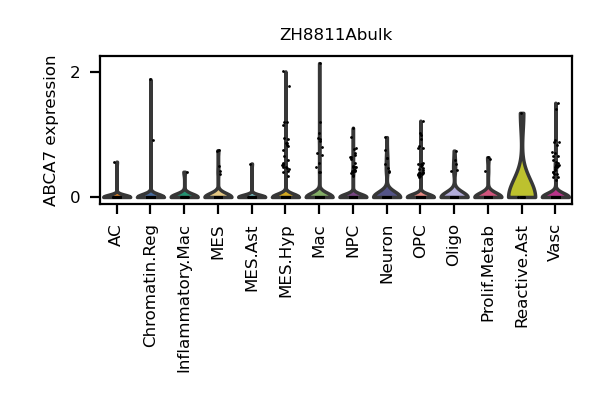 ZH8811Abulk
ABCA7 expression
2
0
AC
Chromatin.Reg
Inflammatory.Mac
MES
MES.Ast
MES.Hyp
Mac
NPC
Neuron
OPC
Oligo
Prolif.Metab
Reactive.Ast
Vasc